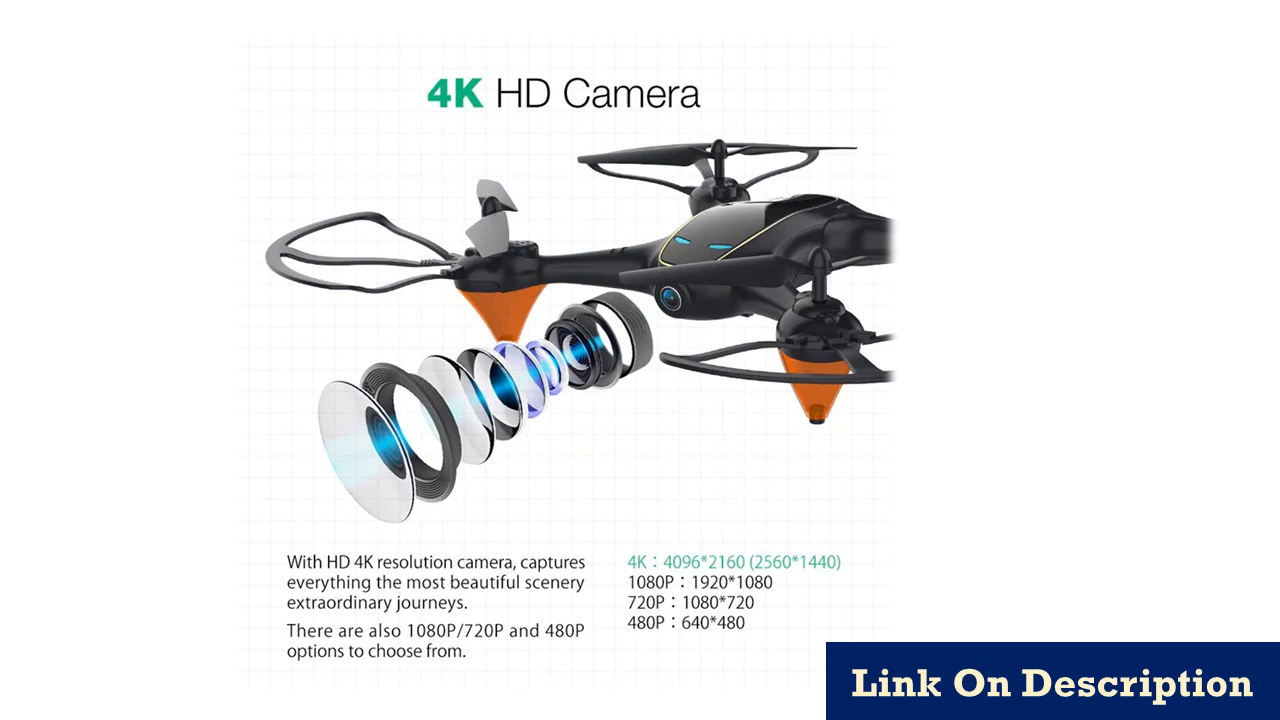 4K HD Camera
With HD 4K resolution camera, captures
everything the most beautiful scenery
extraordinary journeys.
There are also 1080P/720P and 480P
options to choose from.
4K：4096*2160 (2560*1440)
1080P：1920*1080
720P：1080*720
480P：640*480
Link On Description